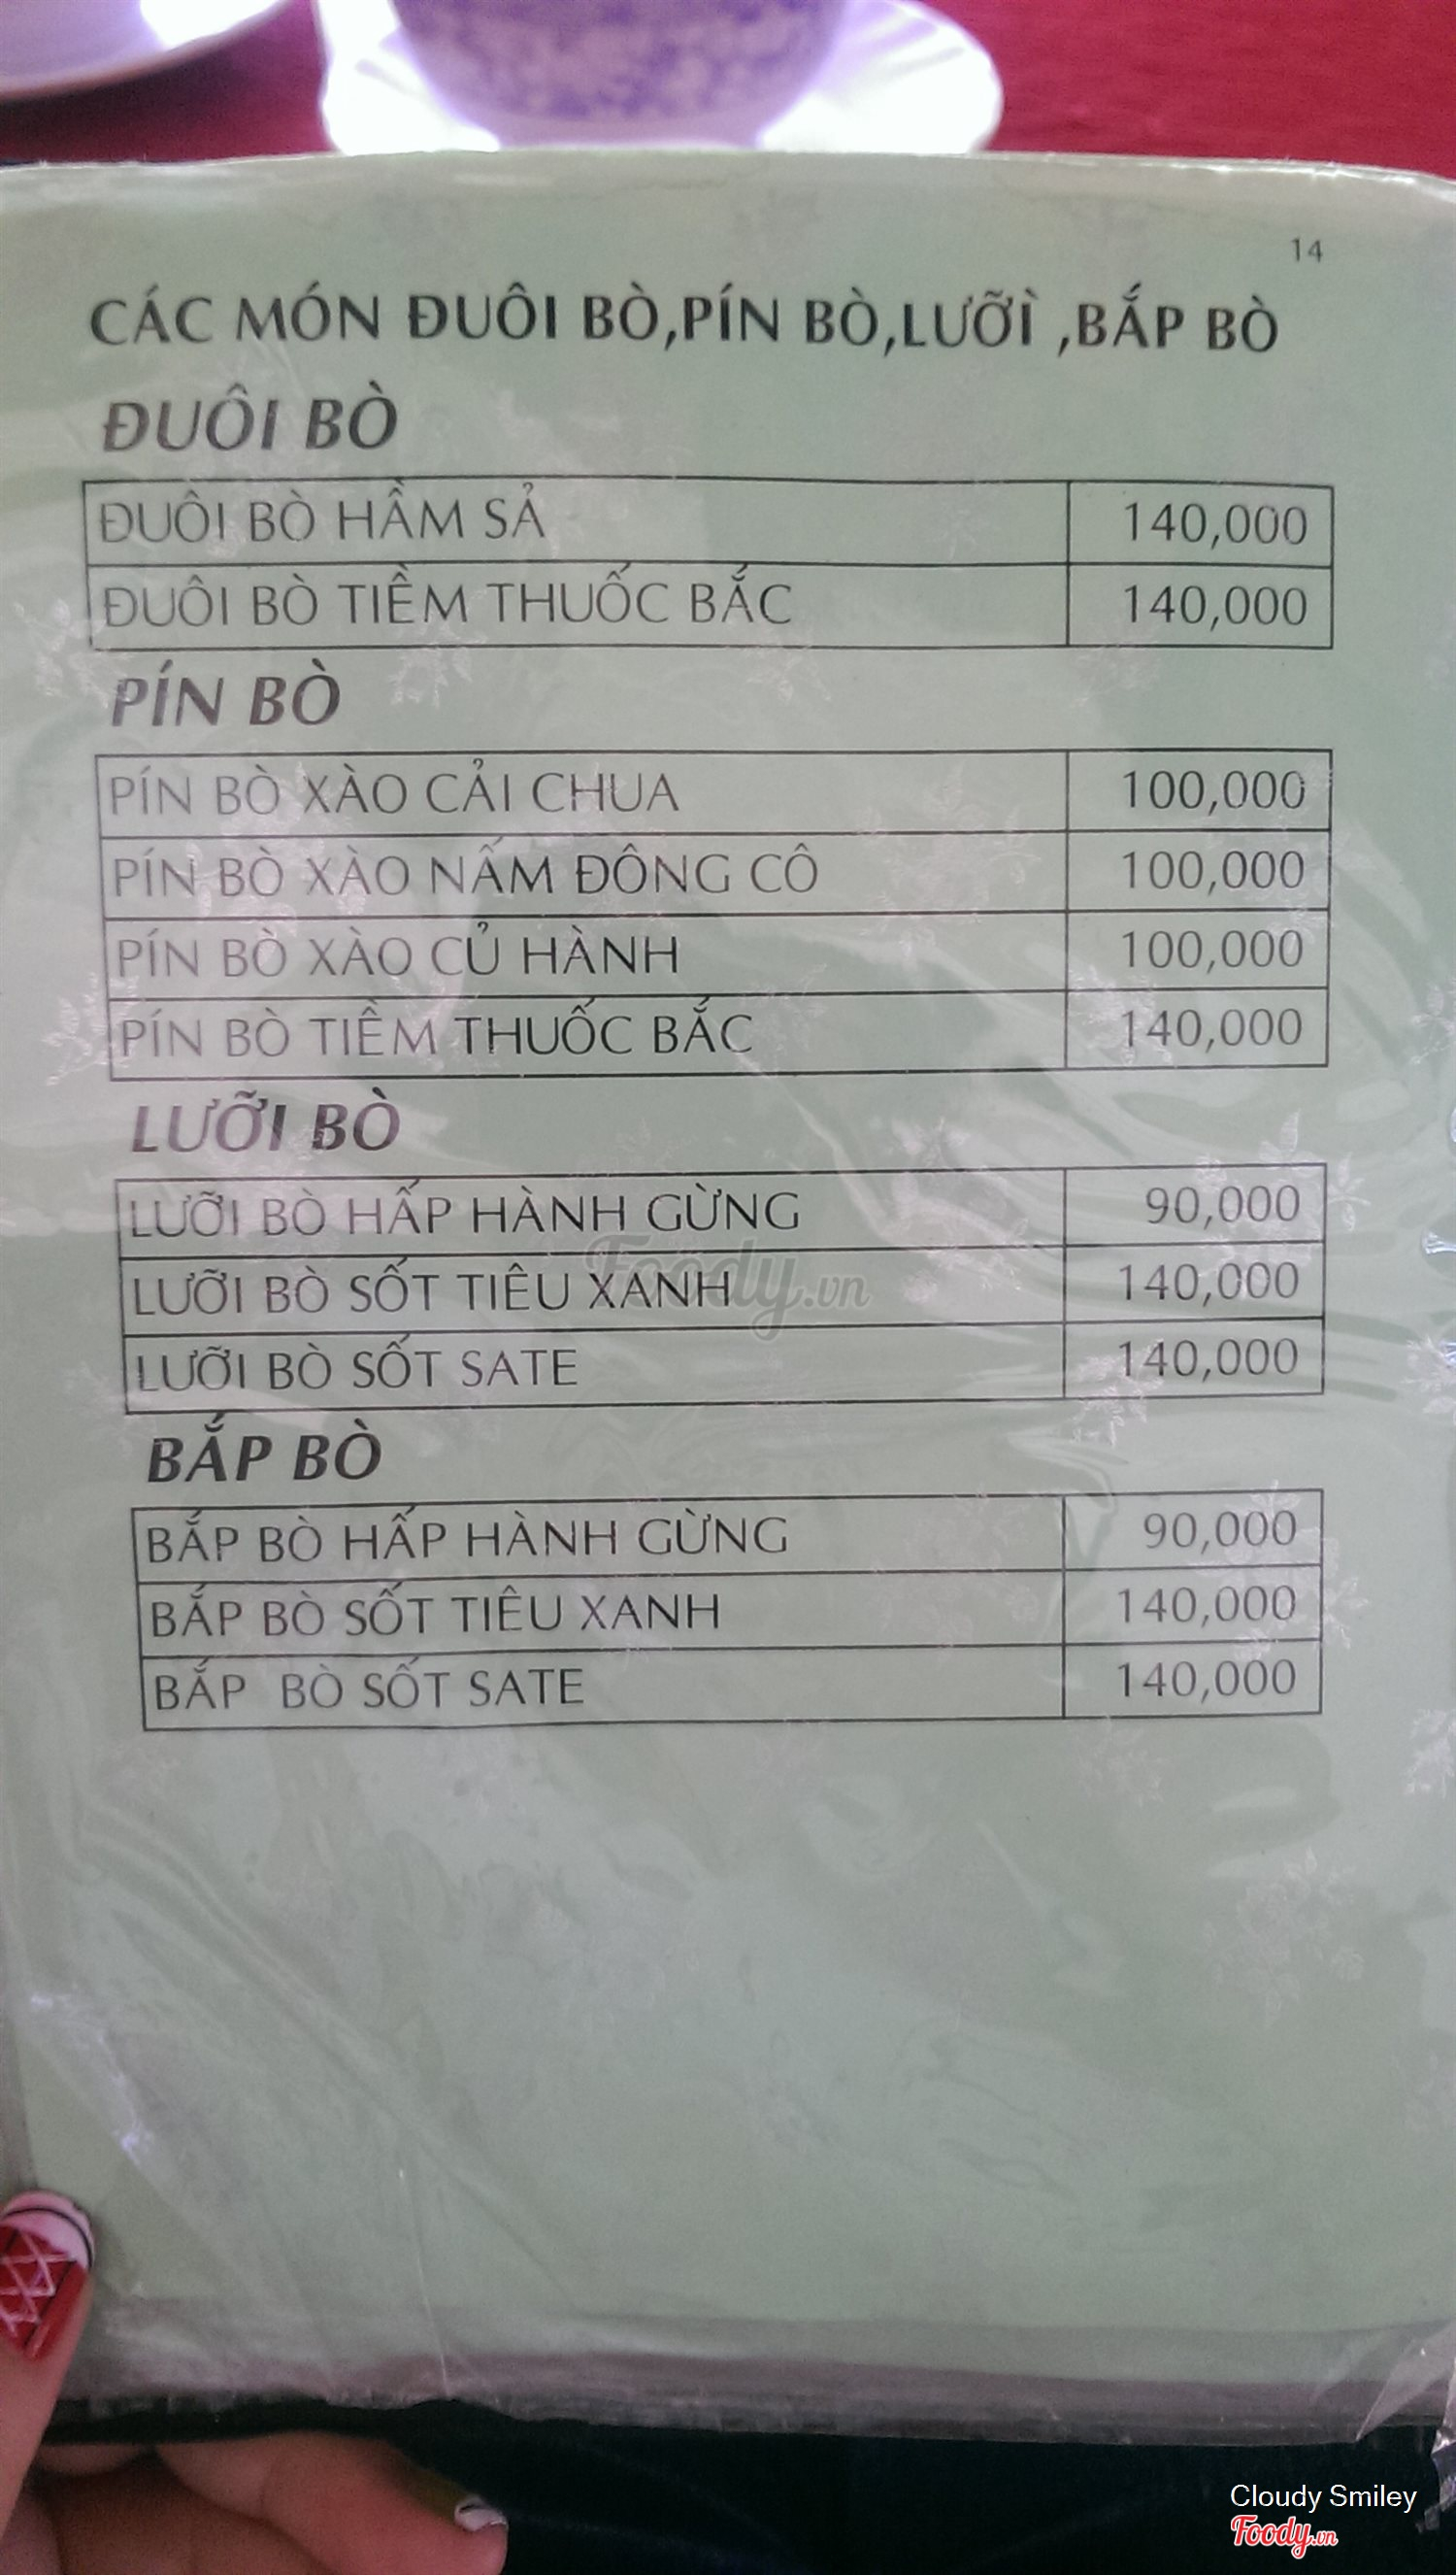 14
CÁC MÓN ĐUÔI BÒ,PÍN BÒ,LƯỠÌ ,BẮP BÒ
ĐUÔI BÒ
ĐUÔI BÒ HẦM SẢ 140,000
ĐUÔI BÒ TIỀM THUỐC BẮC 140,000
PÍN BÒ
PÍN BÒ XÀO CẢI CHUA 100,000
PÍN BÒ XÀO NẤM ĐÔNG CÔ 100,000
PÍN BÒ XÀO CỦ HÀNH 100,000
PÍN BÒ TIỀM THUỐC BẮC 140,000
LƯỠI BÒ
LƯỠI BÒ HẤP HÀNH GỪNG 90,000
LƯỠI BÒ SỐT TIÊU XANH 140,000
Foody.vn
LƯỠI BÒ SỐT SATE 140,000
BẮP BÒ
BẮP BÒ HẤP HÀNH GỪNG 90,000
BẮP BÒ SỐT TIÊU XANH 140,000
BẮP BÒ SỐT SATE 140,000
Cloudy Smiley
Foody.vn